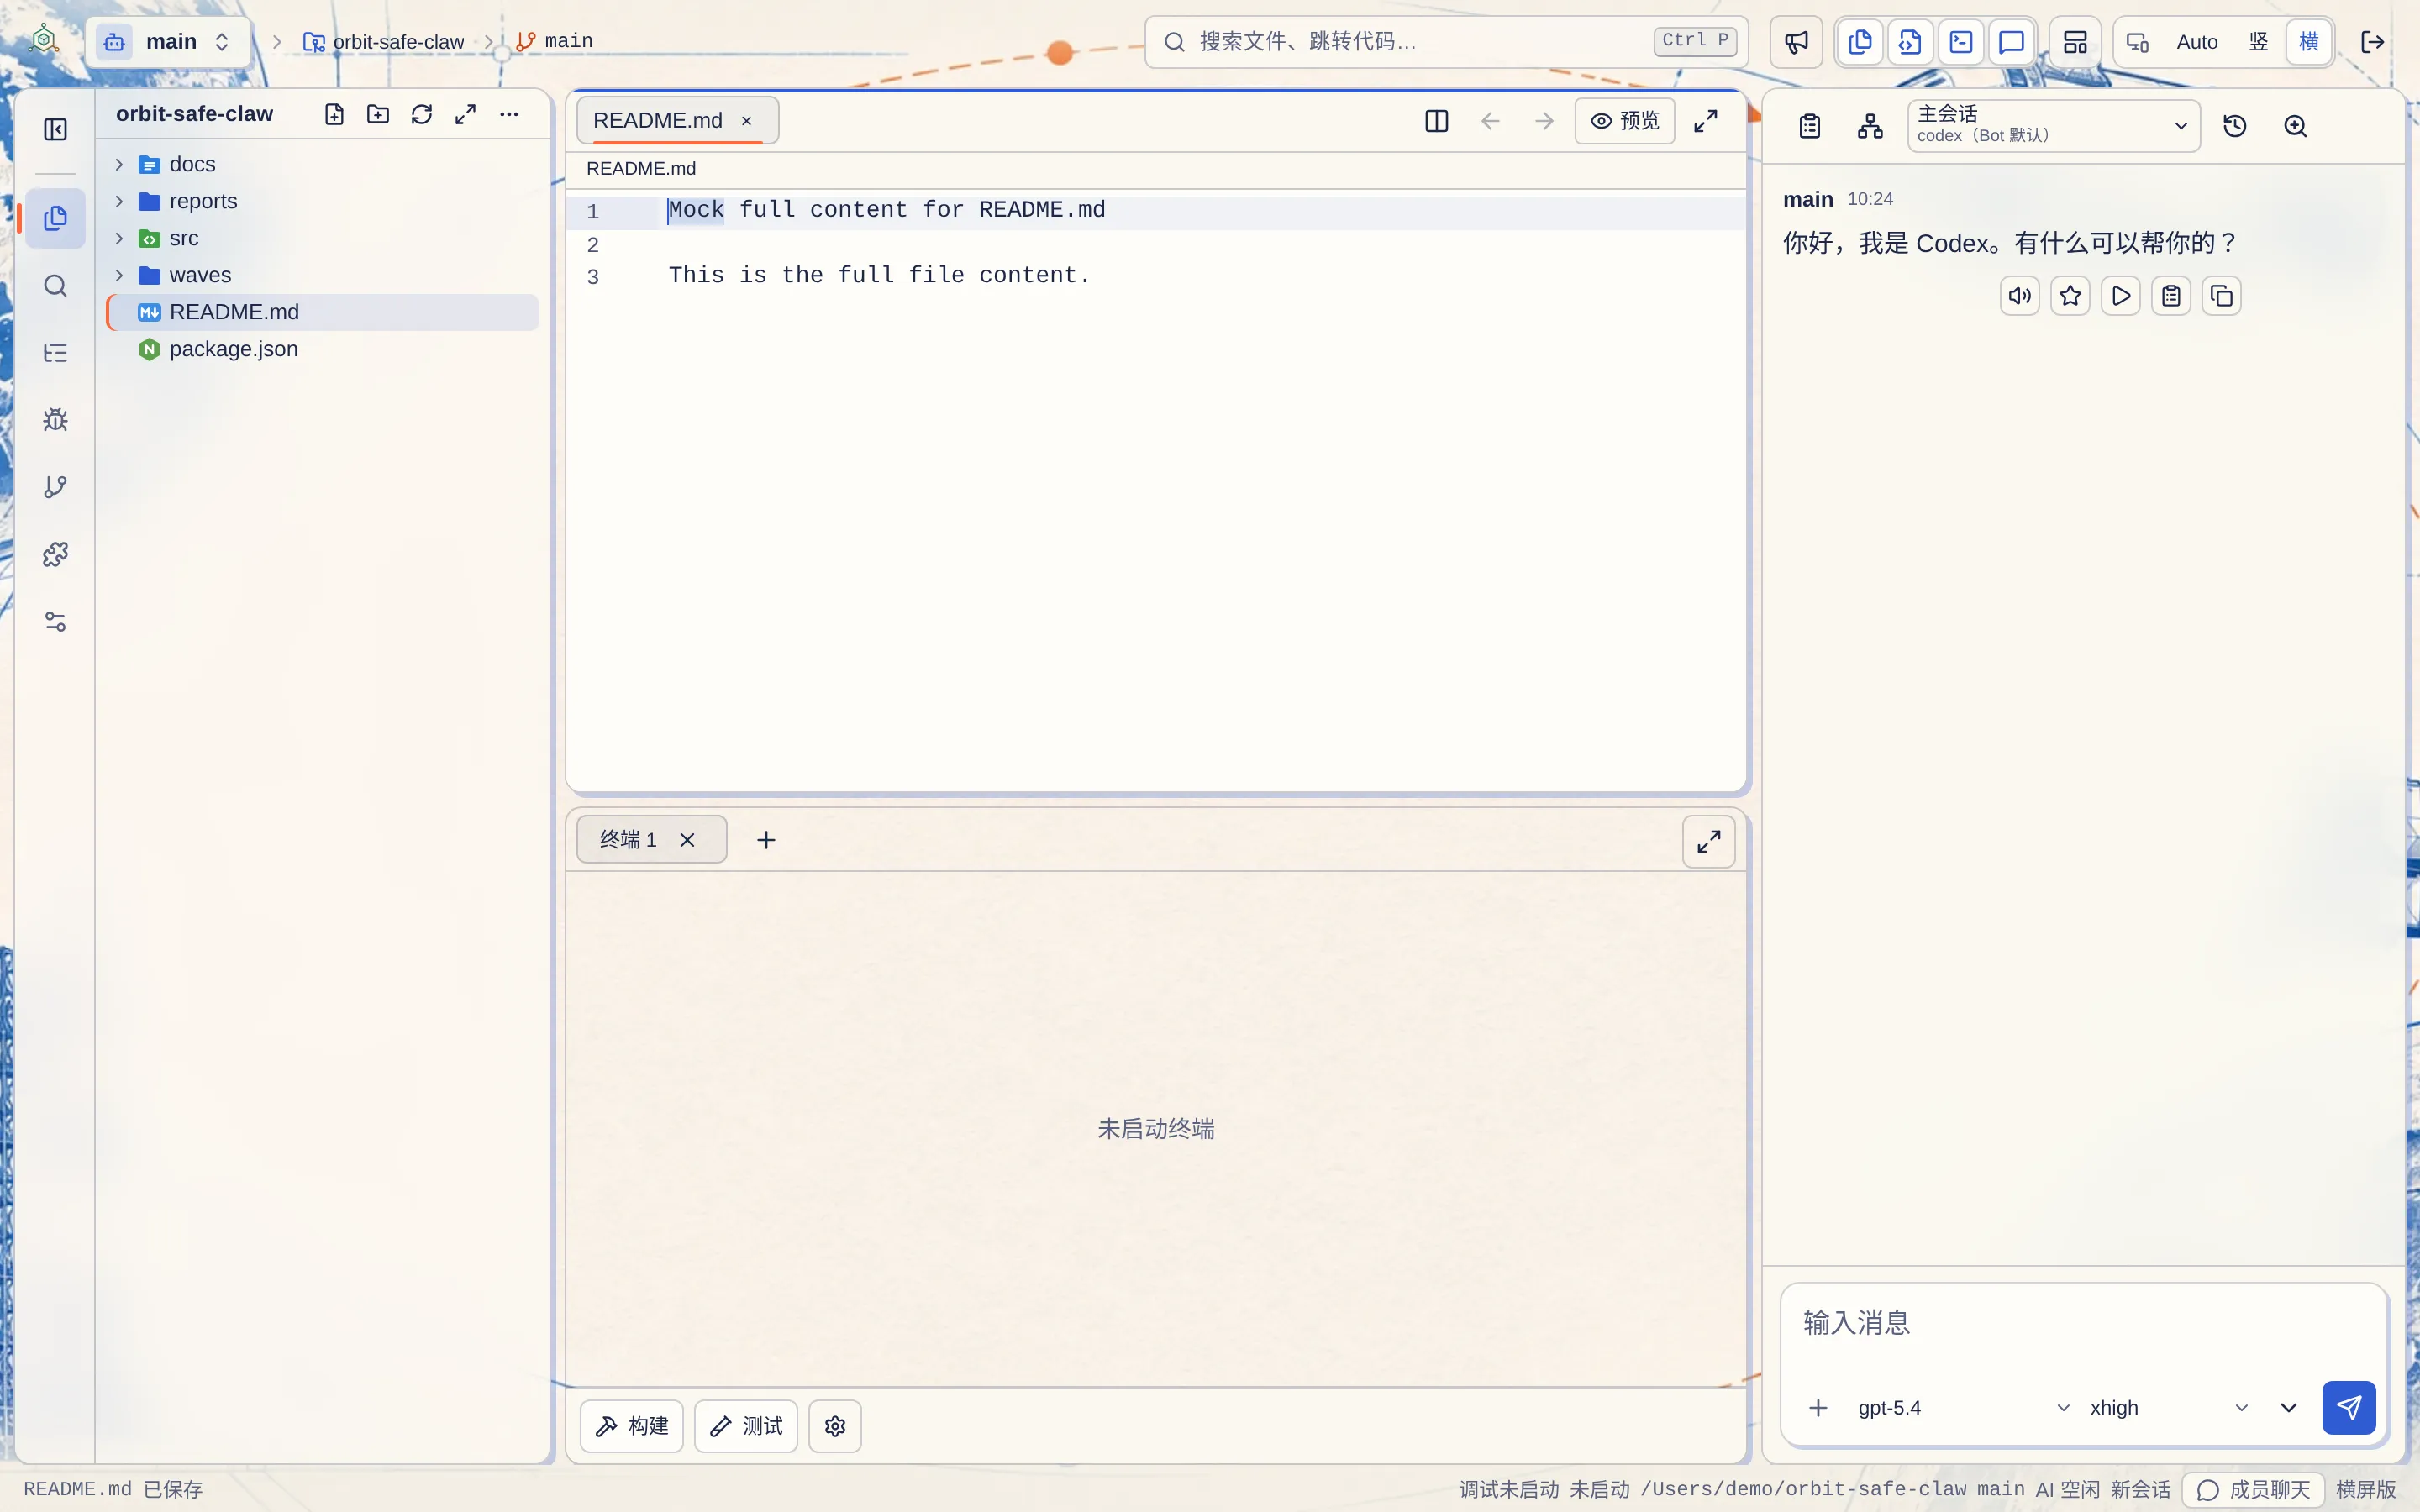 main
orbit-safe-claw
main
搜索文件、跳转代码... Ctrl P
Auto 竖 横
orbit-safe-claw
docs
reports
src
waves
README.md
package.json
README.md
预览
README.md
1 Mock full content for README.md
2
3 This is the full file content.
终端 1
未启动终端
构建 测试
主会话
codex（Bot 默认）
main 10:24
你好，我是 Codex。有什么可以帮你的？
输入消息
gpt-5.4 xhigh
README.md 已保存
调试未启动 未启动 /Users/demo/orbit-safe-claw main AI 空闲 新会话 成员聊天 横屏版